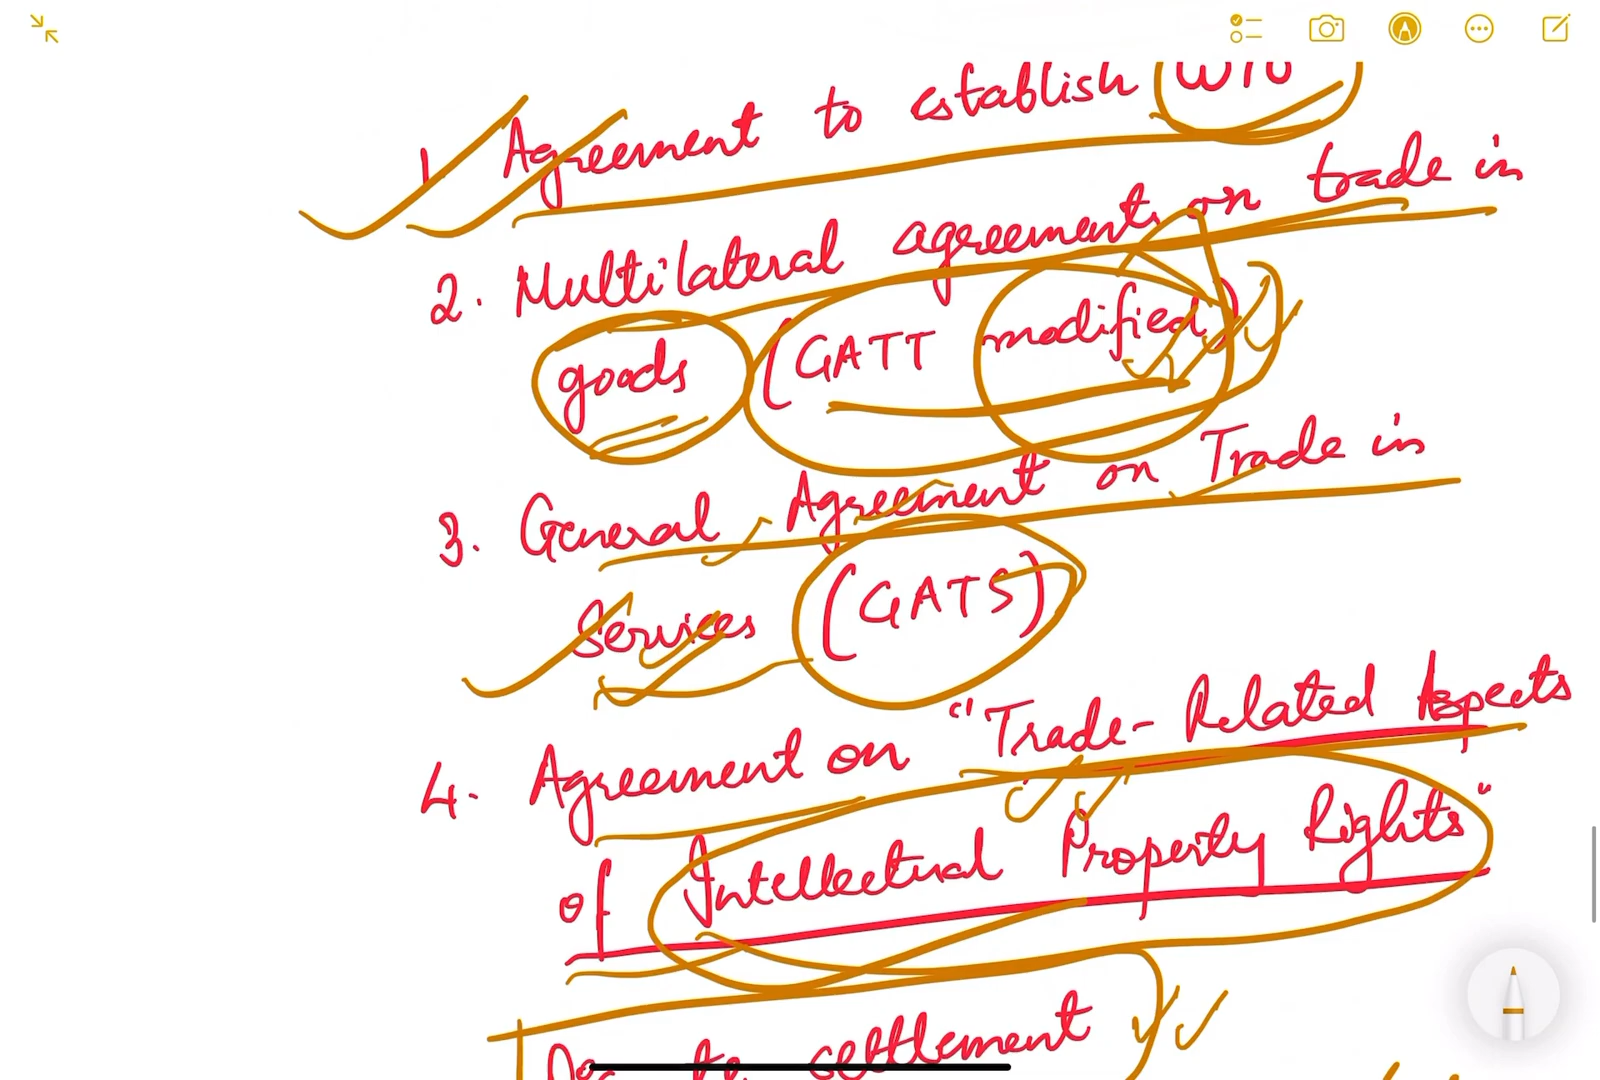 1. Agreement to establish WTO
2. Multilateral agreements on trade in
goods (GATT modified)
3. General Agreement on Trade in
Services (GATS)
4. Agreement on "Trade-Related Aspects
of Intellectual Property Rights"
settlement